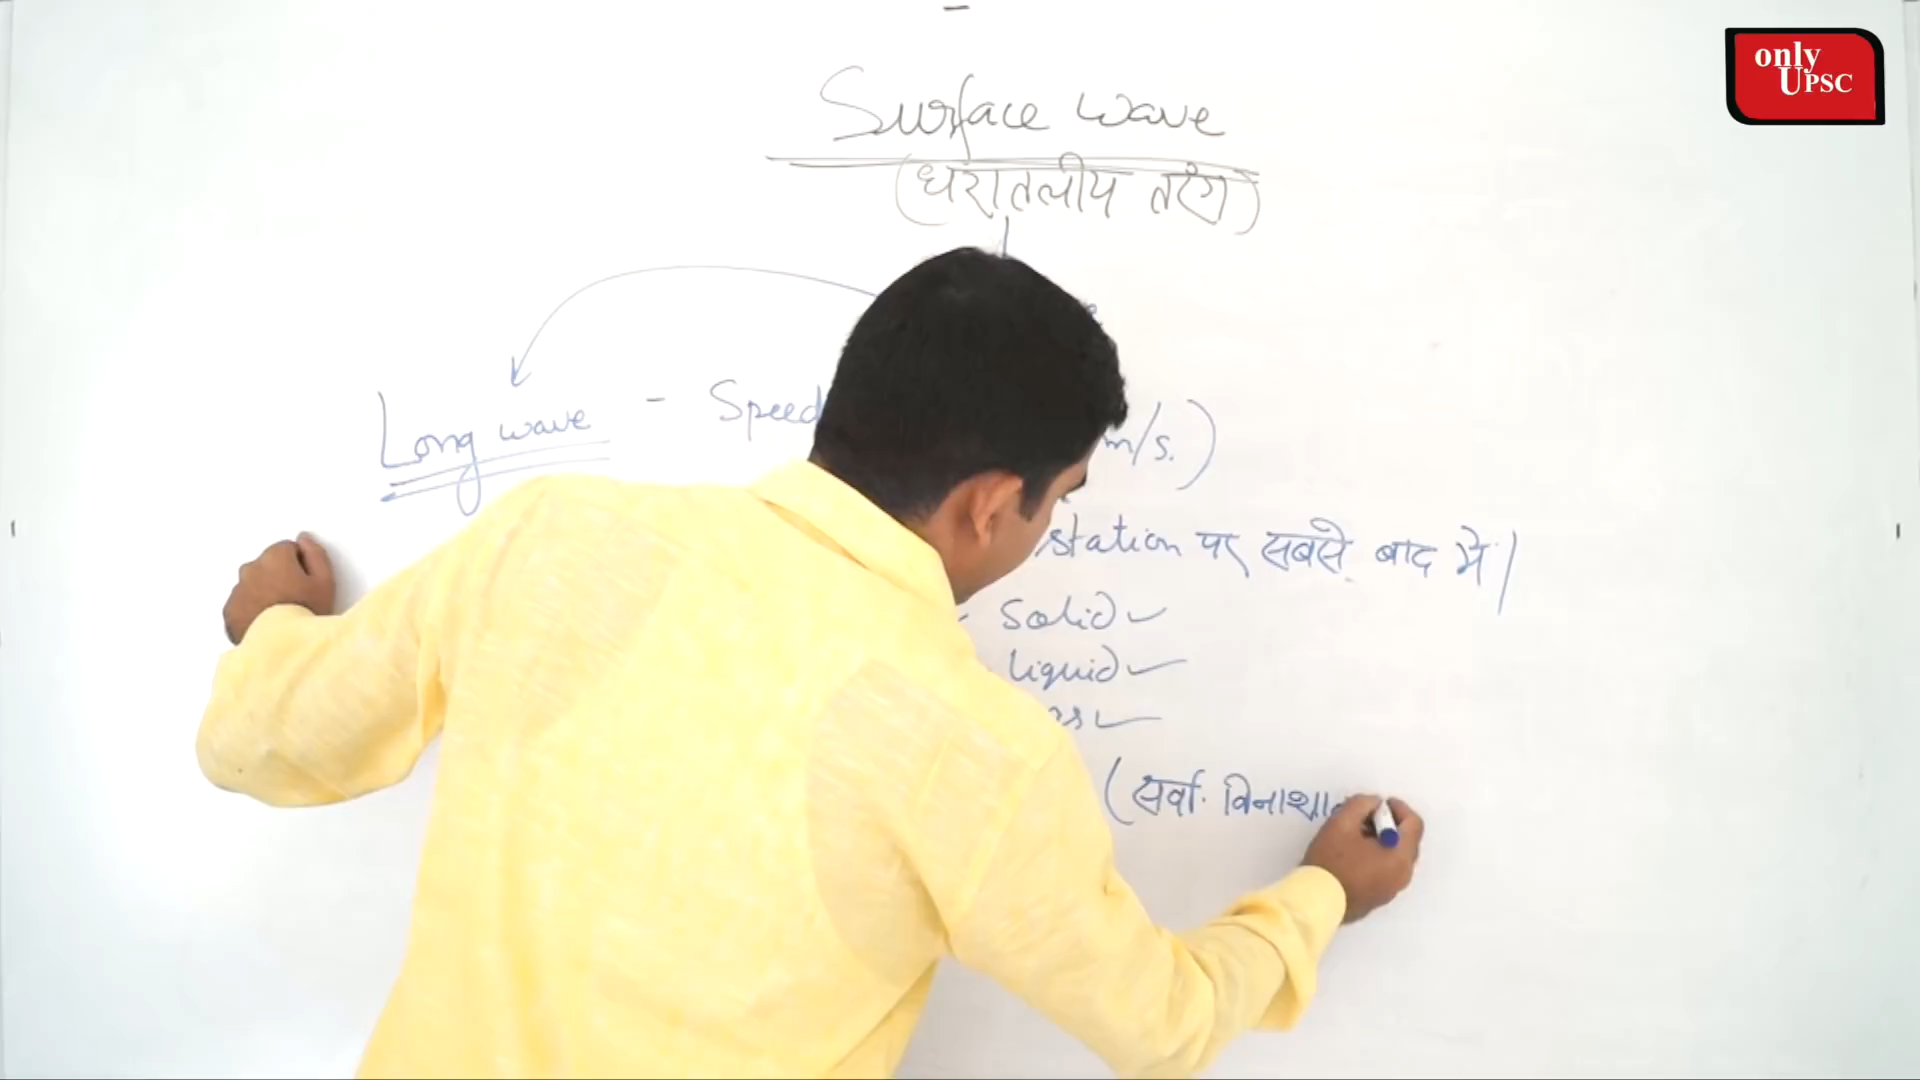 only
UPSC
Surface wave
(धरातलीय तरंग)
Long wave - Speed m/s.)
station पर सबसे बाद में।
- Solid ✓
liquid ✓
✓
(सर्वा. विनाशा